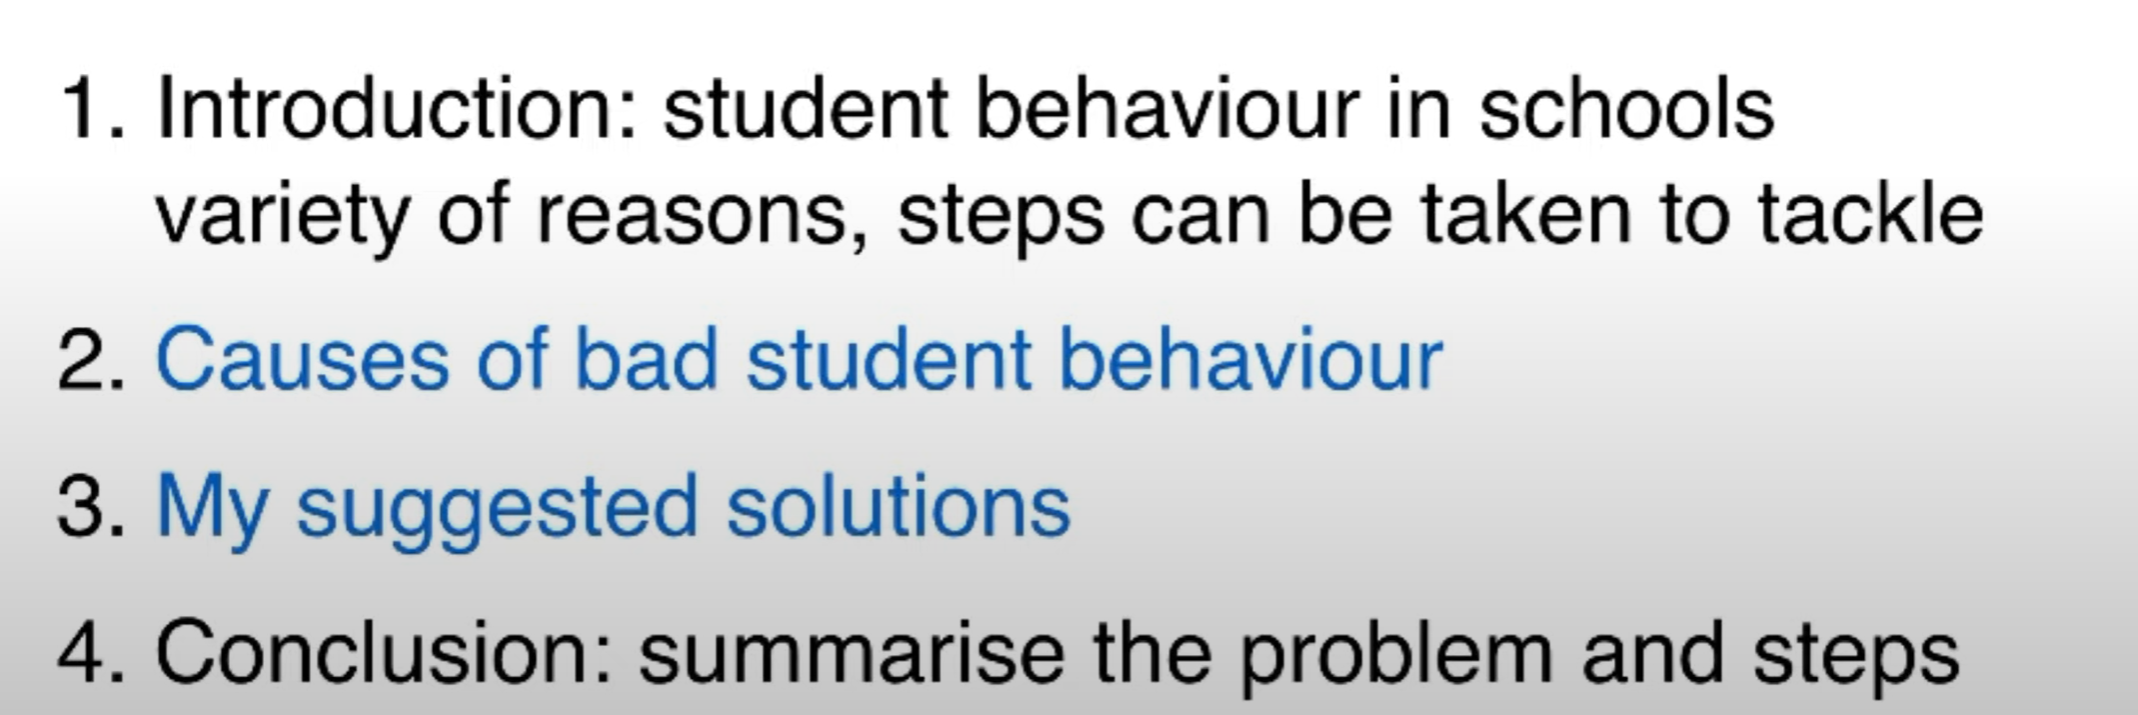 1. Introduction: student behaviour in schools
variety of reasons, steps can be taken to tackle
2. Causes of bad student behaviour
3. My suggested solutions
4. Conclusion: summarise the problem and steps